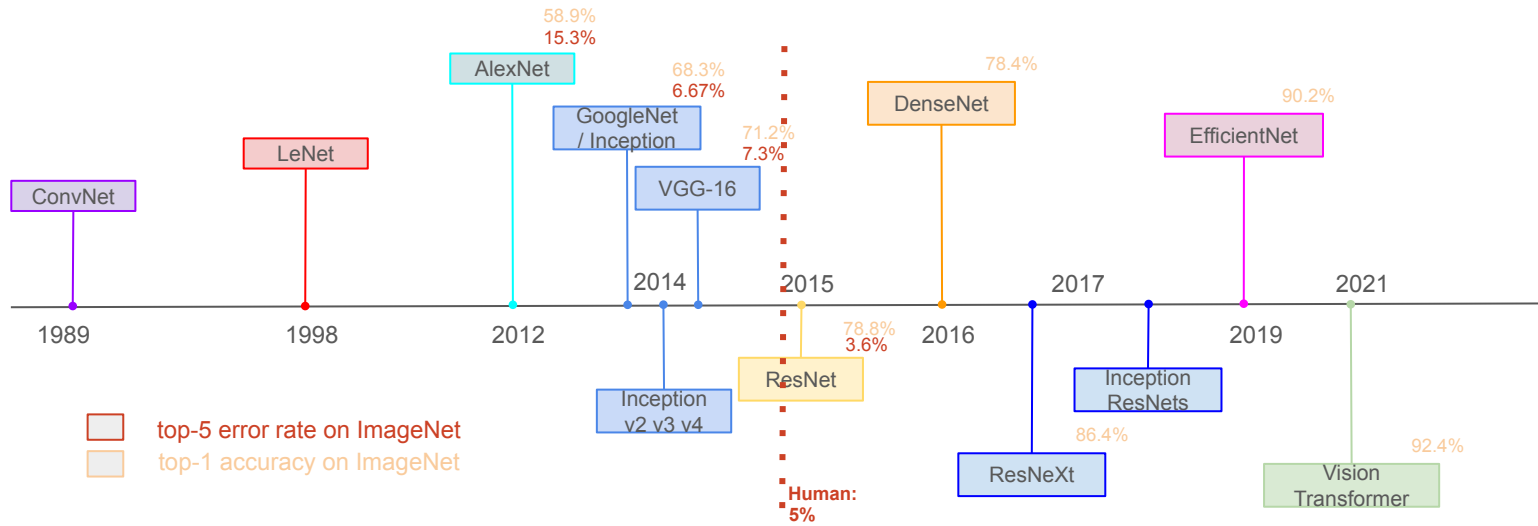 58.9%
15.3%
AlexNet
68.3%
6.67%
GoogleNet
/ Inception
71.2%
7.3%
VGG-16
78.4%
DenseNet
90.2%
EfficientNet
LeNet
ConvNet
2014
2015
2017
2021
1989
1998
2012
2016
2019
78.8%
3.6%
ResNet
Inception
v2 v3 v4
Inception
ResNets
86.4%
ResNeXt
92.4%
Vision
Transformer
top-5 error rate on ImageNet
top-1 accuracy on ImageNet
Human:
5%